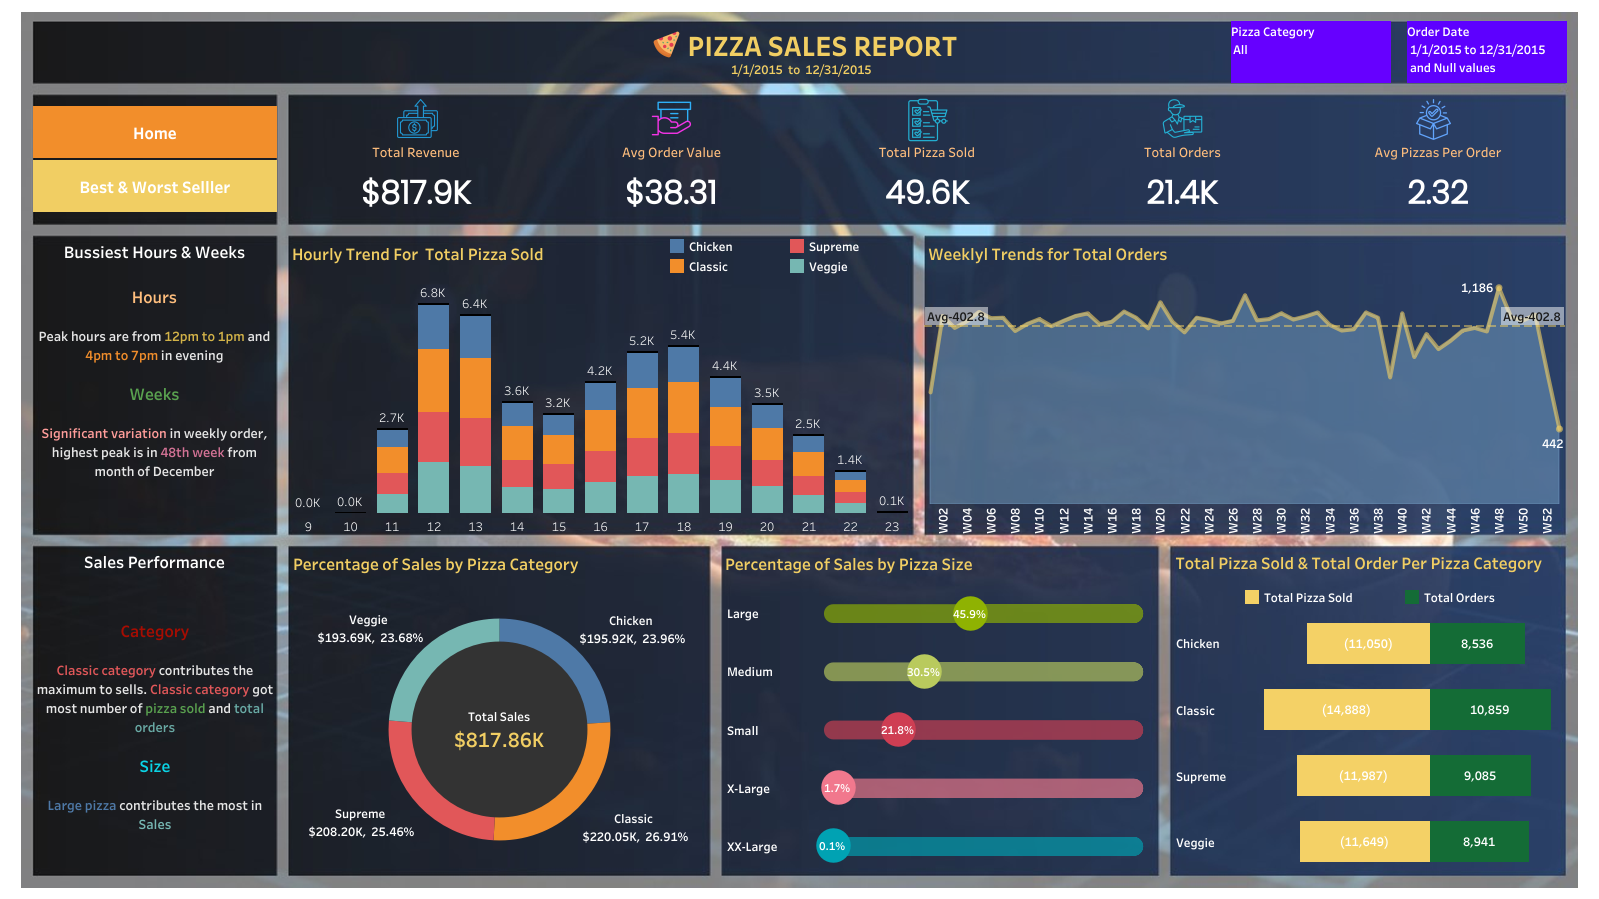 PIZZA SALES REPORT
1/1/2015 to 12/31/2015
Pizza Category
All
Order Date
1/1/2015 to 12/31/2015
and Null values
Home
Best & Worst Selller
Total Revenue
$817.9K
Avg Order Value
$38.31
Total Pizza Sold
49.6K
Total Orders
21.4K
Avg Pizzas Per Order
2.32
Bussiest Hours & Weeks
Hours
Peak hours are from 12pm to 1pm and
4pm to 7pm in evening
Weeks
Significant variation in weekly order,
highest peak is in 48th week from
month of December
Hourly Trend For Total Pizza Sold
Chicken
Supreme
Classic
Veggie
0.0K
0.0K
2.7K
6.8K
6.4K
3.6K
3.2K
4.2K
5.2K
5.4K
4.4K
3.5K
2.5K
1.4K
0.1K
9 10 11 12 13 14 15 16 17 18 19 20 21 22 23
Weeklyl Trends for Total Orders
1,186
Avg-402.8
Avg-402.8
442
W02 W04 W06 W08 W10 W12 W14 W16 W18 W20 W22 W24 W26 W28 W30 W32 W34 W36 W38 W40 W42 W44 W46 W48 W50 W52
Sales Performance
Category
Classic category contributes the
maximum to sells. Classic category got
most number of pizza sold and total
orders
Size
Large pizza contributes the most in
Sales
Percentage of Sales by Pizza Category
Veggie
$193.69K, 23.68%
Chicken
$195.92K, 23.96%
Total Sales
$817.86K
Supreme
$208.20K, 25.46%
Classic
$220.05K, 26.91%
Percentage of Sales by Pizza Size
Large 45.9%
Medium 30.5%
Small 21.8%
X-Large 1.7%
XX-Large 0.1%
Total Pizza Sold & Total Order Per Pizza Category
Total Pizza Sold
Total Orders
Chicken (11,050) 8,536
Classic (14,888) 10,859
Supreme (11,987) 9,085
Veggie (11,649) 8,941